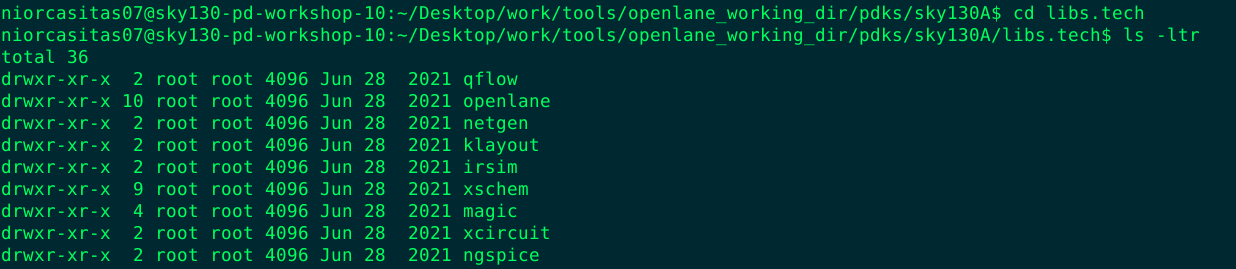 niorcasitas07@sky130-pd-workshop-10:~/Desktop/work/tools/openlane_working_dir/pdks/sky130A$ cd libs.tech
niorcasitas07@sky130-pd-workshop-10:~/Desktop/work/tools/openlane_working_dir/pdks/sky130A/libs.tech$ ls -ltr
total 36
drwxr-xr-x  2 root root 4096 Jun 28  2021 qflow
drwxr-xr-x 10 root root 4096 Jun 28  2021 openlane
drwxr-xr-x  2 root root 4096 Jun 28  2021 netgen
drwxr-xr-x  2 root root 4096 Jun 28  2021 klayout
drwxr-xr-x  2 root root 4096 Jun 28  2021 irsim
drwxr-xr-x  9 root root 4096 Jun 28  2021 xschem
drwxr-xr-x  4 root root 4096 Jun 28  2021 magic
drwxr-xr-x  2 root root 4096 Jun 28  2021 xcircuit
drwxr-xr-x  2 root root 4096 Jun 28  2021 ngspice